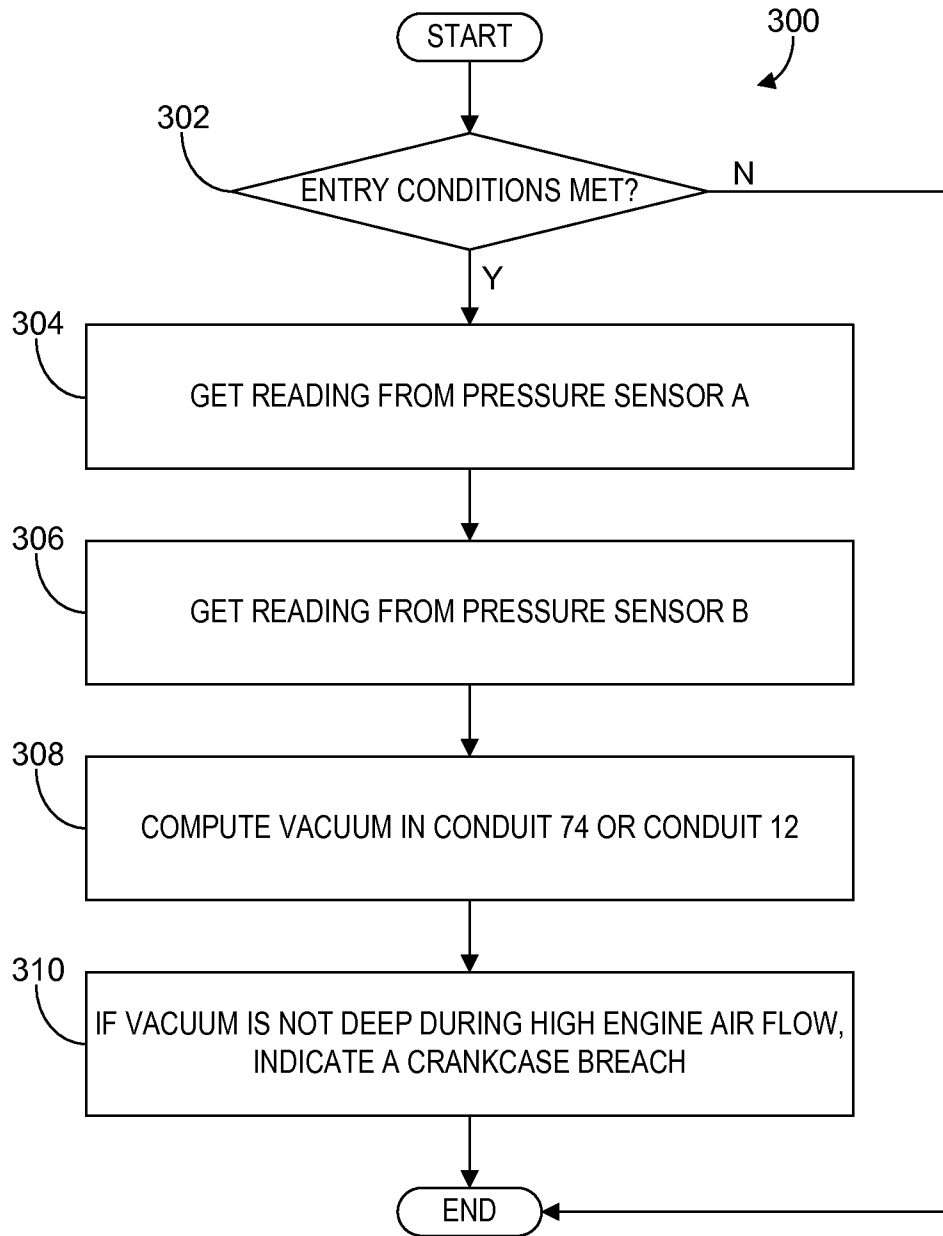 START
300
302
ENTRY CONDITIONS MET?
N
Y
304
GET READING FROM PRESSURE SENSOR A
306
GET READING FROM PRESSURE SENSOR B
308
COMPUTE VACUUM IN CONDUIT 74 OR CONDUIT 12
310
IF VACUUM IS NOT DEEP DURING HIGH ENGINE AIR FLOW,
INDICATE A CRANKCASE BREACH
END